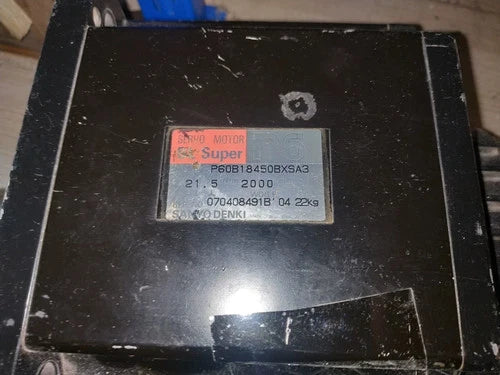 SERVO MOTOR
Super
P60B18450BXSA3
21.5 2000
070408491B '04 22kg
SANYO DENKI